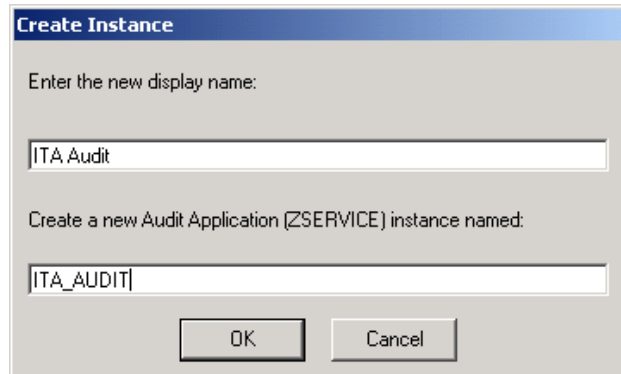 Create Instance
Enter the new display name:
ITA Audit
Create a new Audit Application (ZSERVICE) instance named:
ITA_AUDIT
OK Cancel